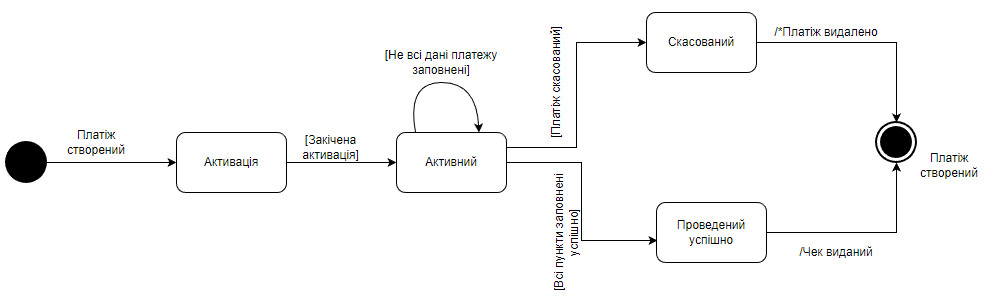 Платіж
створений
Активація
[Закічена
активація]
[Не всі дані платежу
заповнені]
Активний
[Платіж скасований]
Скасований
/*Платіж видалено
[Всі пункти заповнені
успішно]
Проведений
успішно
/Чек виданий
Платіж
створений